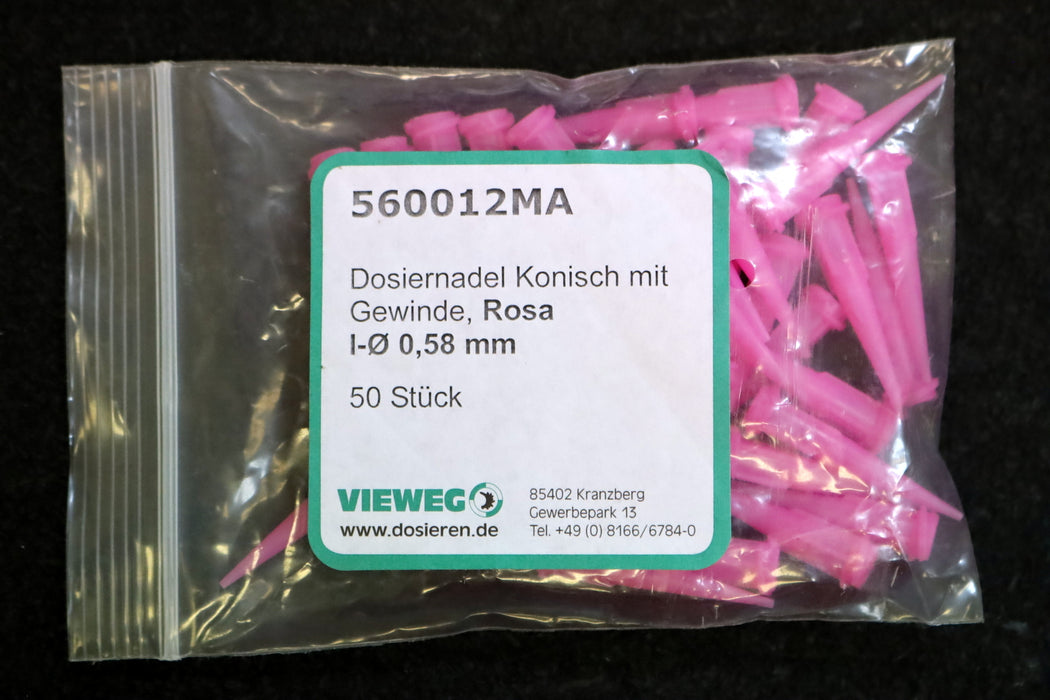 560012MA
Dosiernadel Konisch mit
Gewinde, Rosa
I-Ø 0,58 mm
50 Stück
VIEWEG
www.dosieren.de
85402 Kranzberg
Gewerbepark 13
Tel. +49 (0) 8166/6784-0